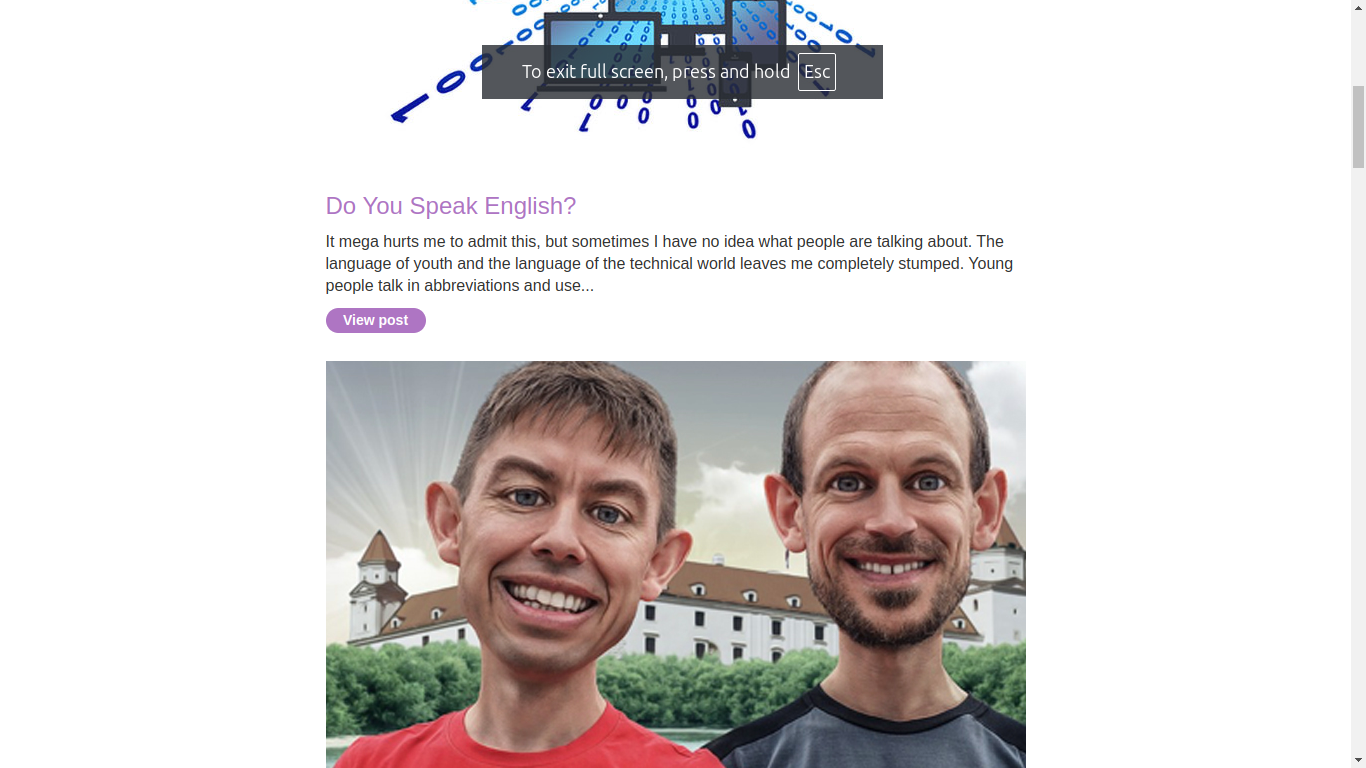 To exit full screen, press and hold Esc
Do You Speak English?
It mega hurts me to admit this, but sometimes I have no idea what people are talking about. The
language of youth and the language of the technical world leaves me completely stumped. Young
people talk in abbreviations and use...
View post